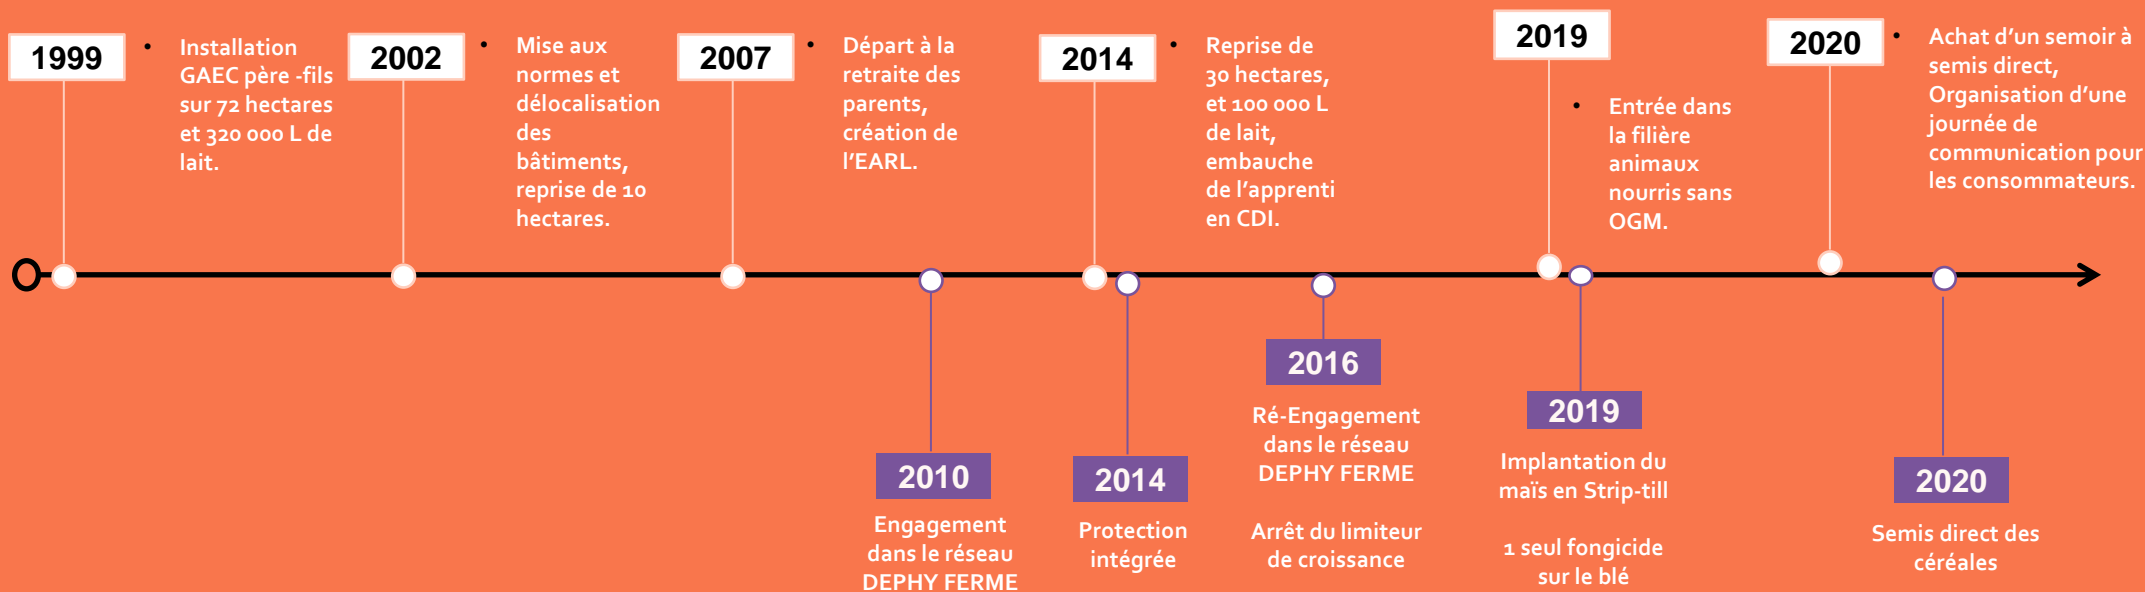 1999
• Installation
GAEC père -fils
sur 72 hectares
et 320 000 L de
lait.
2002
• Mise aux
normes et
délocalisation
des
bâtiments,
reprise de 10
hectares.
2007
• Départ à la
retraite des
parents,
création de
l’EARL.
2014
• Reprise de
30 hectares,
et 100 000 L
de lait,
embauche
de l’apprenti
en CDI.
2019
• Entrée dans
la filière
animaux
nourris sans
OGM.
2020
• Achat d’un semoir à
semis direct,
Organisation d’une
journée de
communication pour
les consommateurs.
2010
Engagement
dans le réseau
DEPHY FERME
2014
Protection
intégrée
2016
Ré-Engagement
dans le réseau
DEPHY FERME
Arrêt du limiteur
de croissance
2019
Implantation du
maïs en Strip-till
1 seul fongicide
sur le blé
2020
Semis direct des
céréales